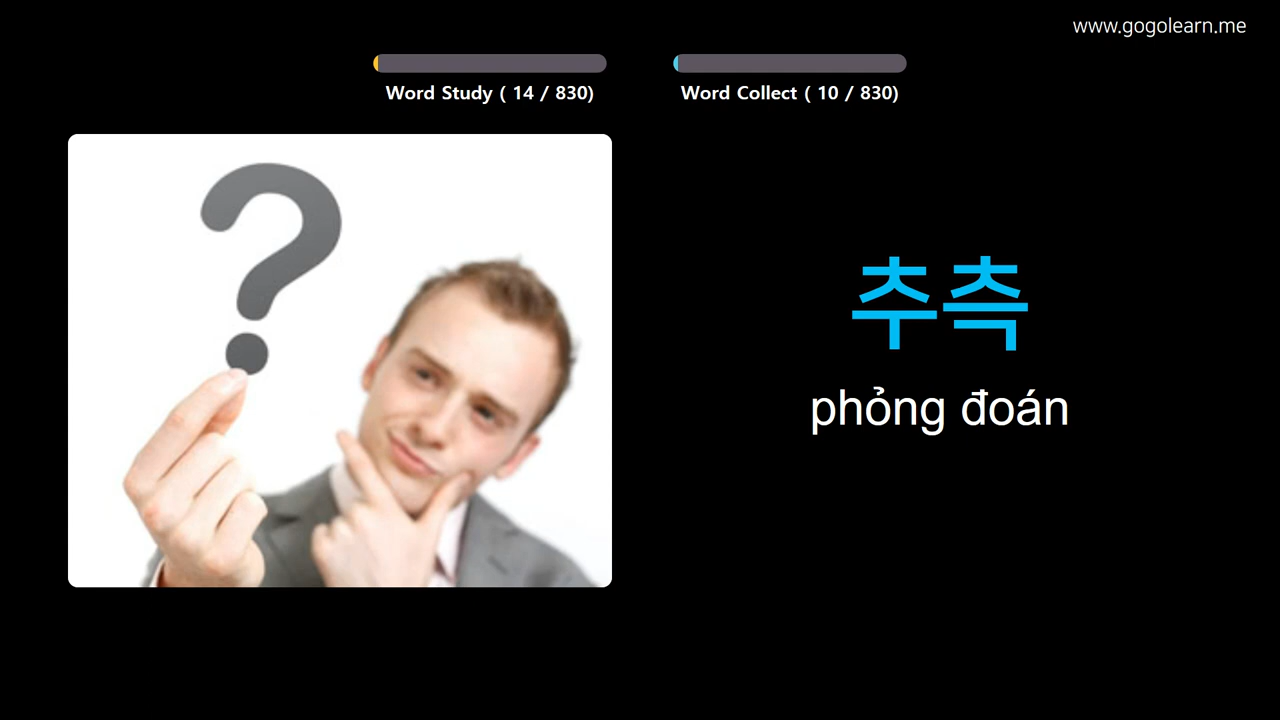 www.gogolearn.me
Word Study ( 14 / 830)
Word Collect ( 10 / 830)
?
추측
phỏng đoán